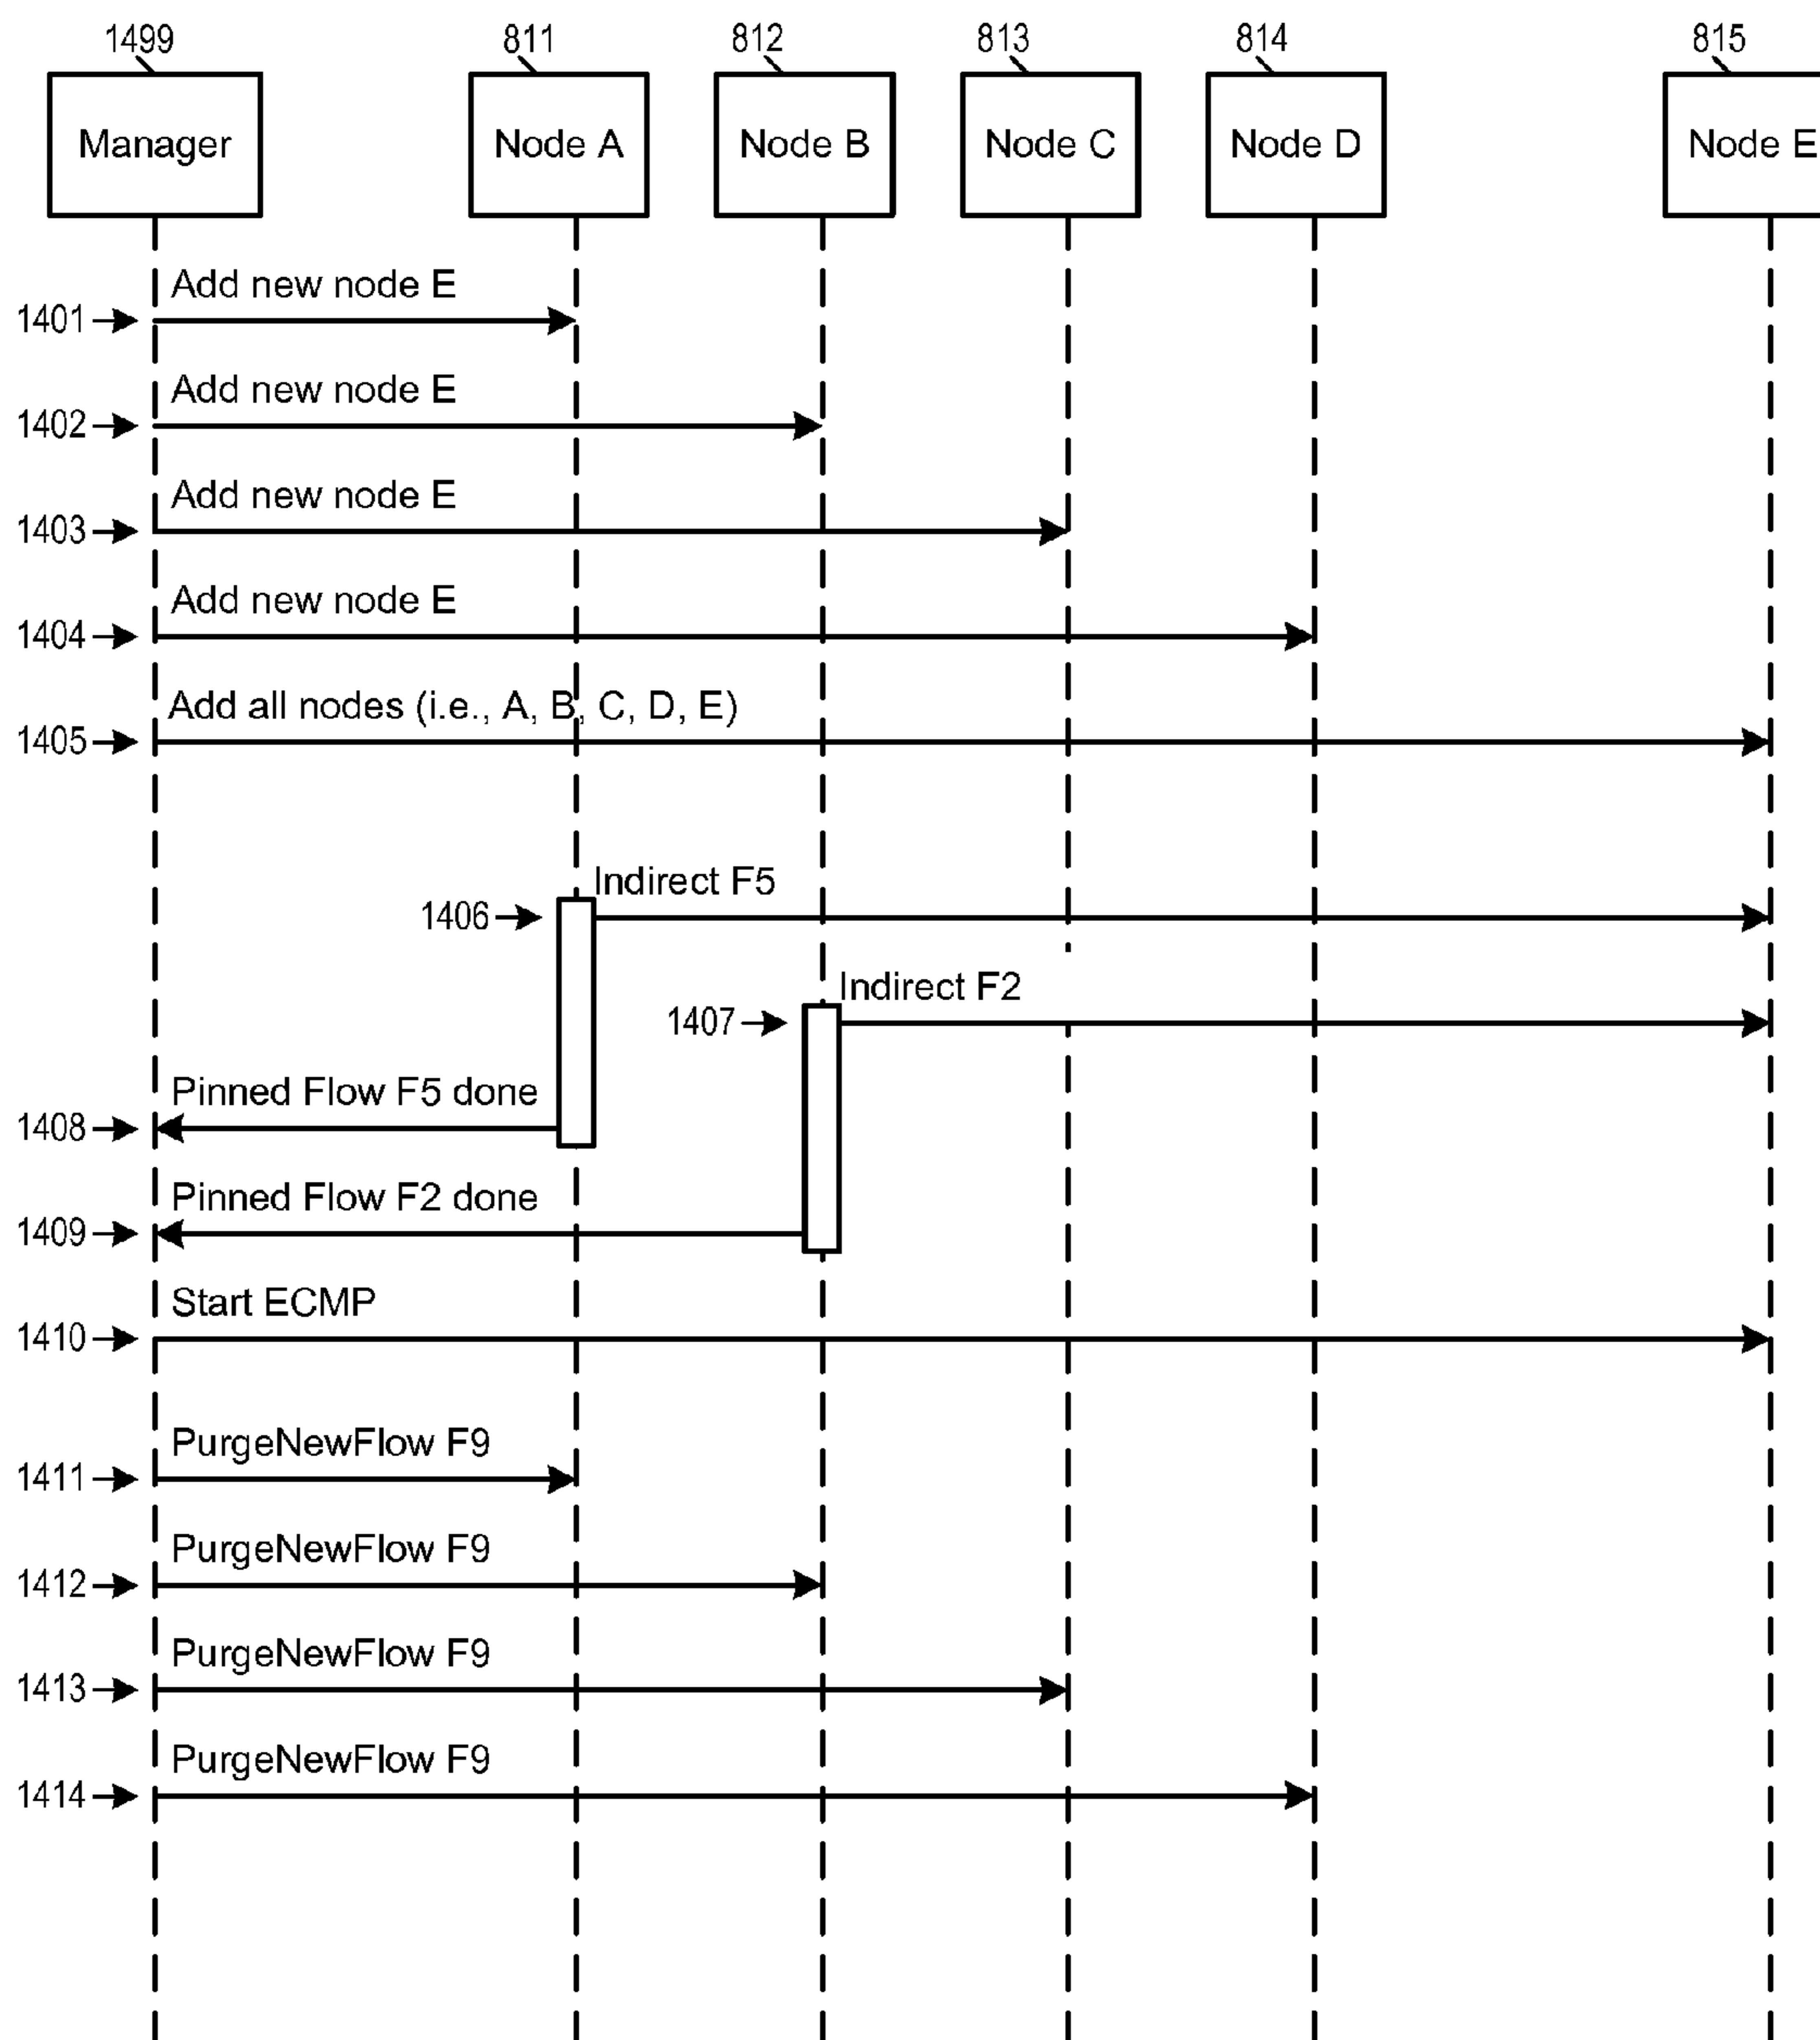 1499 811 812 813 814 815
Manager Node A Node B Node C Node D Node E
Add new node E
1401
Add new node E
1402
Add new node E
1403
Add new node E
1404
Add all nodes (i.e., A, B, C, D, E)
1405
Indirect F5
1406
Indirect F2
1407
Pinned Flow F5 done
1408
Pinned Flow F2 done
1409
Start ECMP
1410
PurgeNewFlow F9
1411
PurgeNewFlow F9
1412
PurgeNewFlow F9
1413
PurgeNewFlow F9
1414